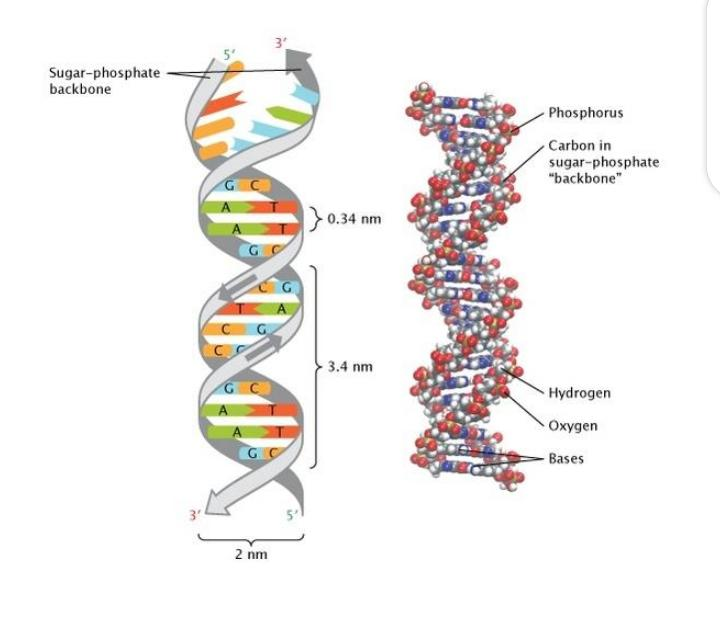 5′
3′
Sugar–phosphate
backbone
Phosphorus
Carbon in
sugar–phosphate
“backbone”
G C
A T
0.34 nm
A T
G C
C G
T A
C G
C G
3.4 nm
G C
A T
A T
G C
Hydrogen
Oxygen
Bases
3′
5′
2 nm